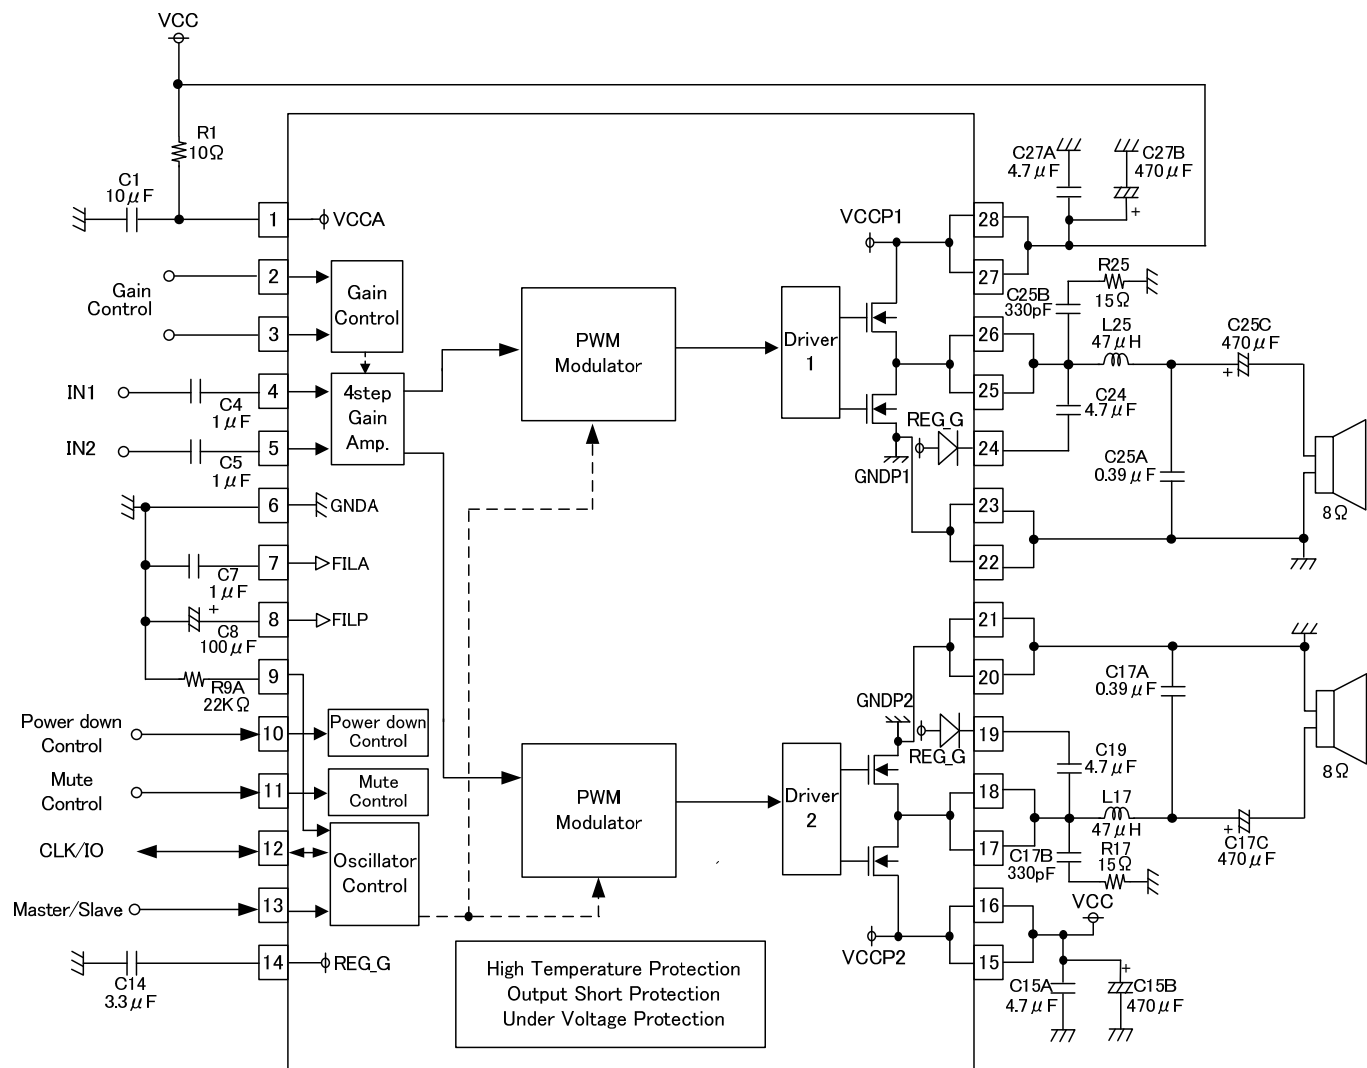 VCC
R1
10Ω
C1
10μF
1
VCCA
2
3
Gain
Control
Gain
Control
IN1
C4
1μF
4
IN2
C5
1μF
5
4step
Gain
Amp.
6
GNDA
7
FILA
C7
1μF
8
FILP
+
C8
100μF
9
R9A
22KΩ
Power down
Control
10
Power down
Control
Mute
Control
11
Mute
Control
CLK/IO
12
Oscillator
Control
Master/Slave
13
14
REG_G
C14
3.3μF
PWM
Modulator
PWM
Modulator
High Temperature Protection
Output Short Protection
Under Voltage Protection
Driver
1
Driver
2
VCCP1
REG_G
GNDP1
GNDP2
REG_G
VCCP2
28
27
26
25
24
23
22
21
20
19
18
17
16
15
C27A
4.7μF
C27B
470μF
+
R25
15Ω
C25B
330pF
L25
47μH
C25C
470μF
+
C24
4.7μF
C25A
0.39μF
8Ω
C17A
0.39μF
C19
4.7μF
8Ω
L17
47μH
+
C17C
470μF
C17B
330pF
R17
15Ω
VCC
C15A
4.7μF
+
C15B
470μF